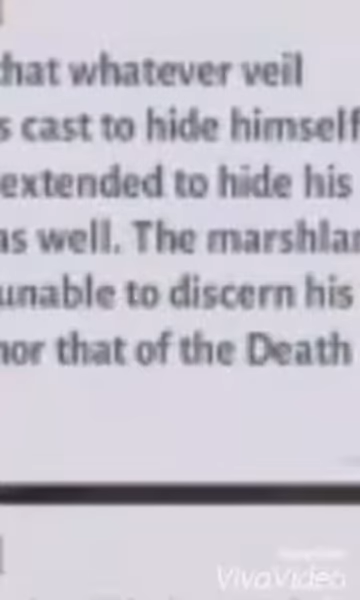 that whatever veil
s cast to hide himself
extended to hide his
as well. The marshlan
unable to discern his
nor that of the Death
VivaVideo